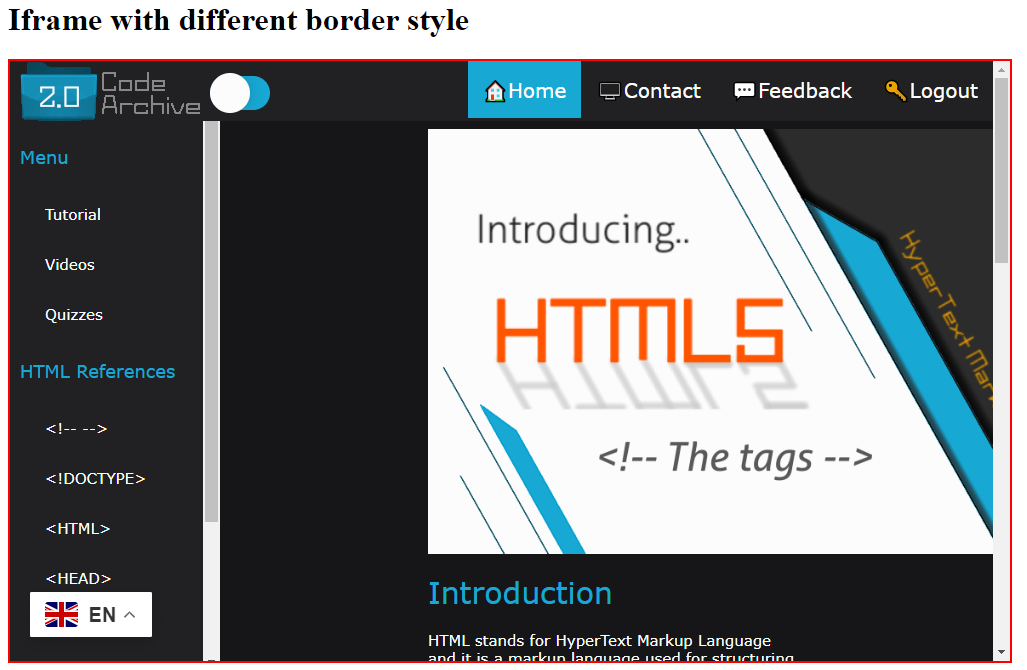 Iframe with different border style
2.0 Code Archive
Home Contact Feedback Logout
Menu
Tutorial
Videos
Quizzes
HTML References
<!-- -->
<!DOCTYPE>
<HTML>
<HEAD>
EN
Introducing..
HTML5
<!-- The tags -->
HyperText Mar
Introduction
HTML stands for HyperText Markup Language
and it is a markup language used for structuring